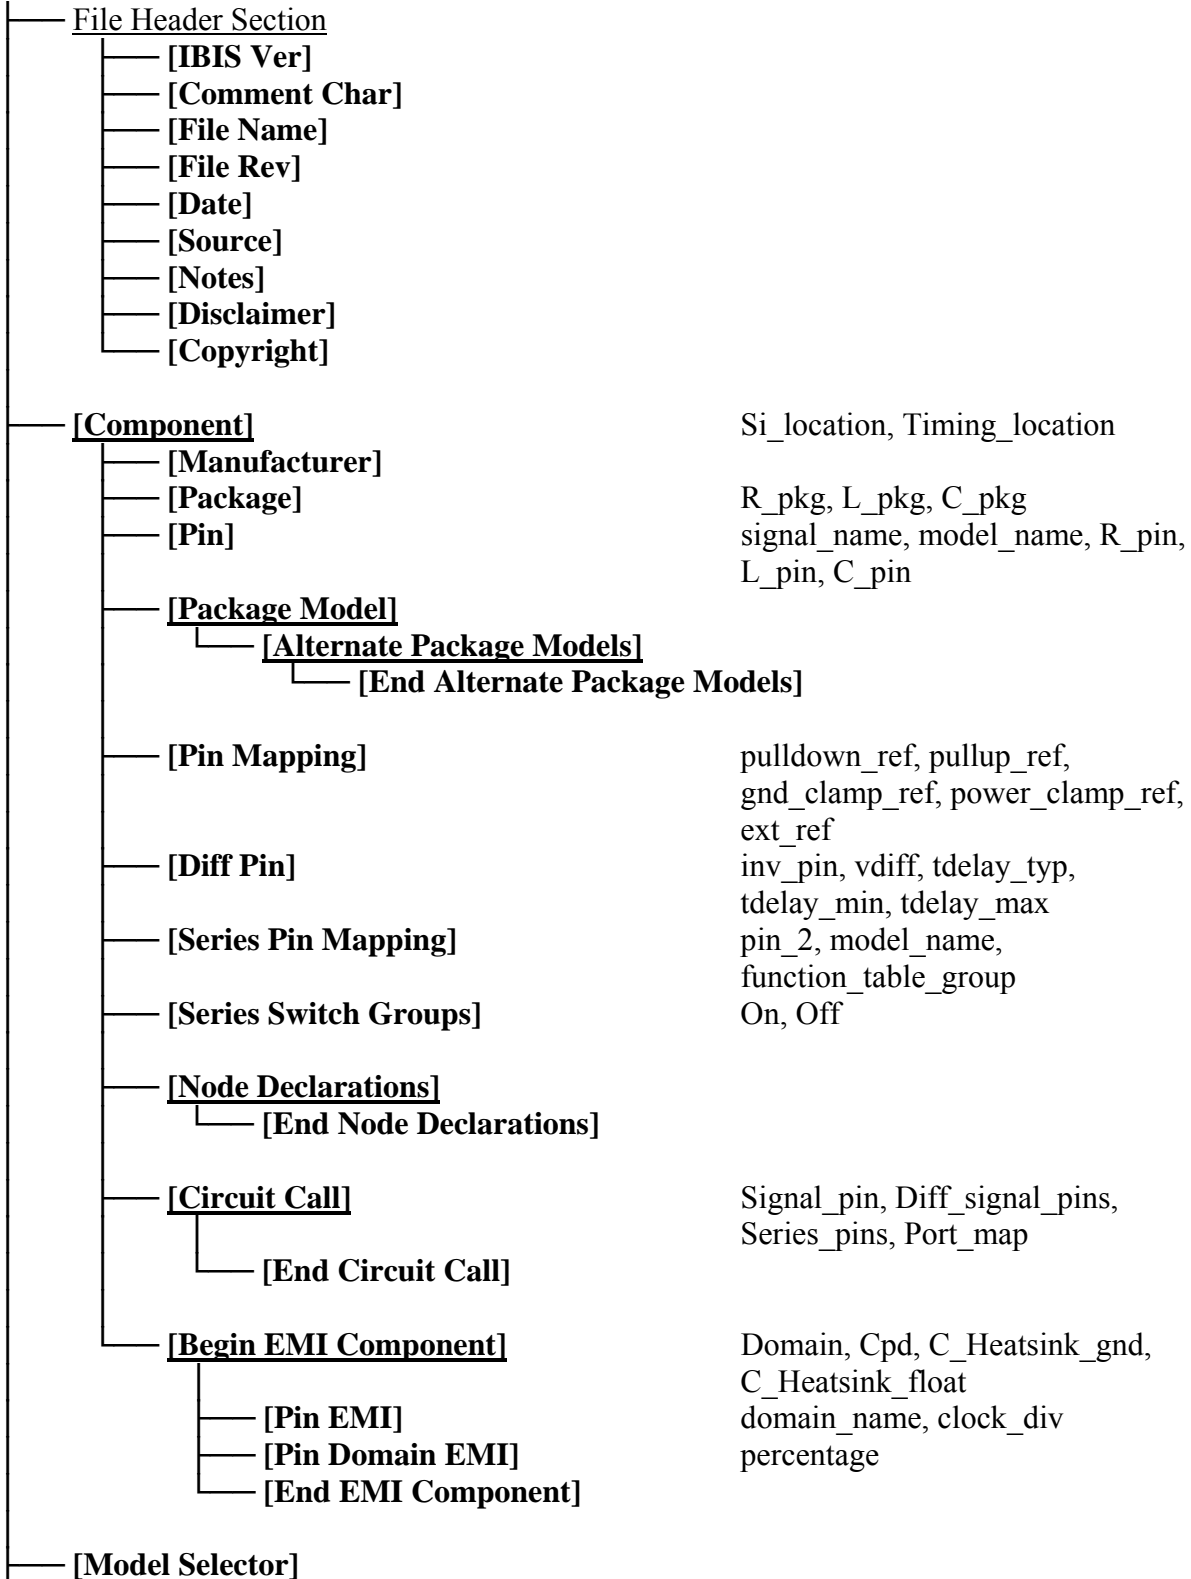 File Header Section
[IBIS Ver]
[Comment Char]
[File Name]
[File Rev]
[Date]
[Source]
[Notes]
[Disclaimer]
[Copyright]
[Component] Si_location, Timing_location
[Manufacturer]
[Package] R_pkg, L_pkg, C_pkg
[Pin] signal_name, model_name, R_pin,
L_pin, C_pin
[Package Model]
[Alternate Package Models]
[End Alternate Package Models]
[Pin Mapping] pulldown_ref, pullup_ref,
gnd_clamp_ref, power_clamp_ref,
ext_ref
[Diff Pin] inv_pin, vdiff, tdelay_typ,
tdelay_min, tdelay_max
[Series Pin Mapping] pin_2, model_name,
function_table_group
[Series Switch Groups] On, Off
[Node Declarations]
[End Node Declarations]
[Circuit Call] Signal_pin, Diff_signal_pins,
Series_pins, Port_map
[End Circuit Call]
[Begin EMI Component] Domain, Cpd, C_Heatsink_gnd,
C_Heatsink_float
[Pin EMI] domain_name, clock_div
[Pin Domain EMI] percentage
[End EMI Component]
[Model Selector]